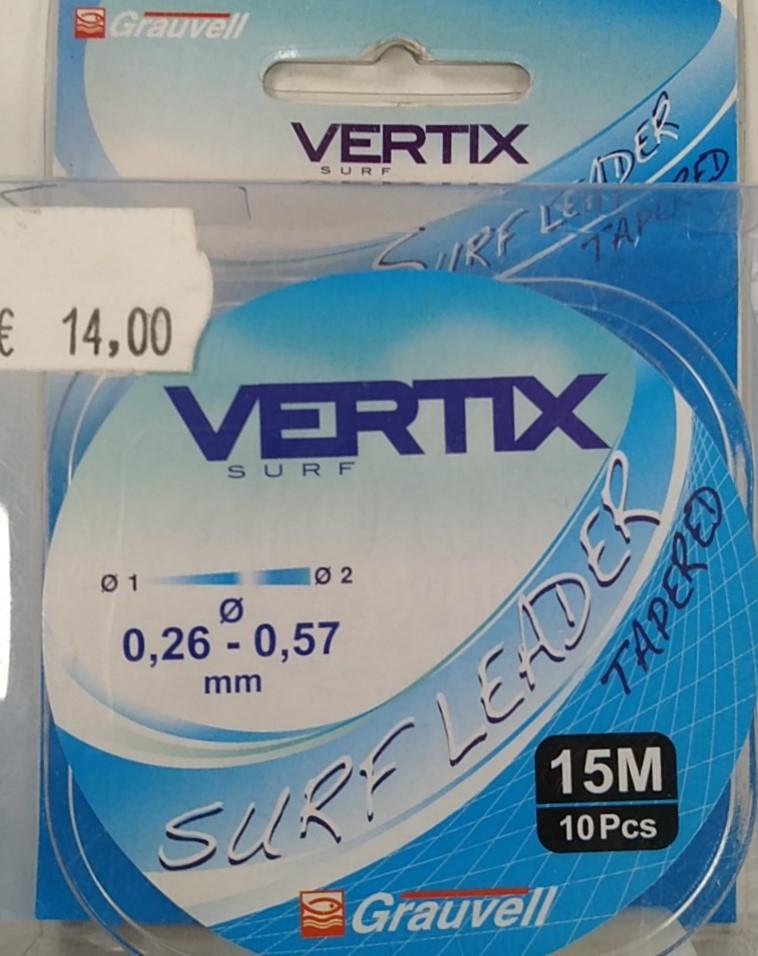 Grauvell
VERTIX
SURF
SURF LEADER
TAPERED
€ 14,00
VERTIX
SURF
Ø 1 Ø 2
Ø
0,26 - 0,57
mm
SURF LEADER
TAPERED
15M
10 Pcs
Grauvell